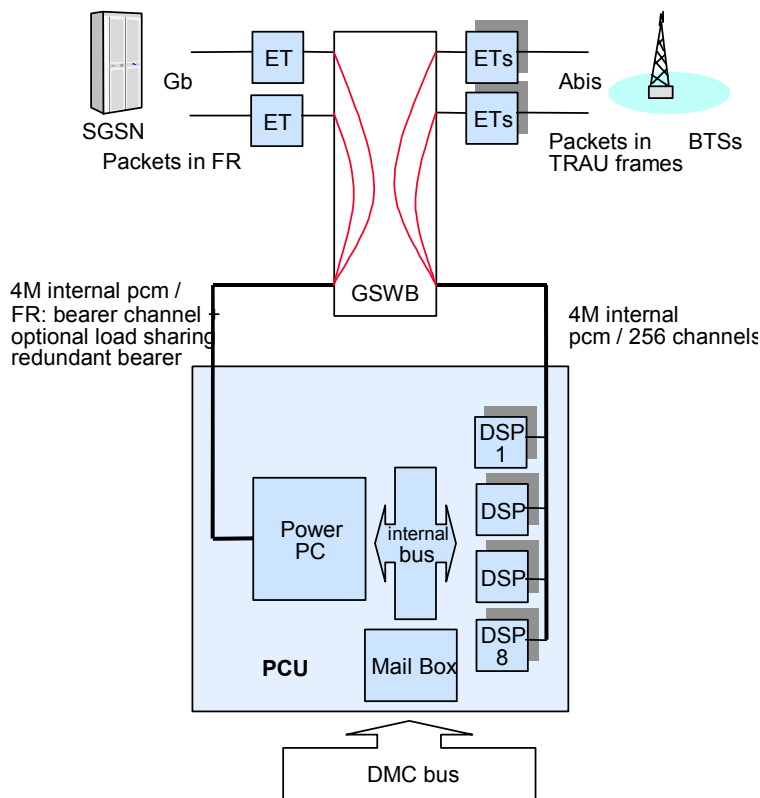 ET
ETs
Gb
Abis
ET
ETs
SGSN
Packets in FR
Packets in
TRAU frames
BTSs
GSWB
4M internal pcm /
FR: bearer channel +
optional load sharing
redundant bearer
4M internal
pcm / 256 channels
DSP
1
DSP
DSP
DSP
8
Power
PC
internal
bus
PCU
Mail Box
DMC bus